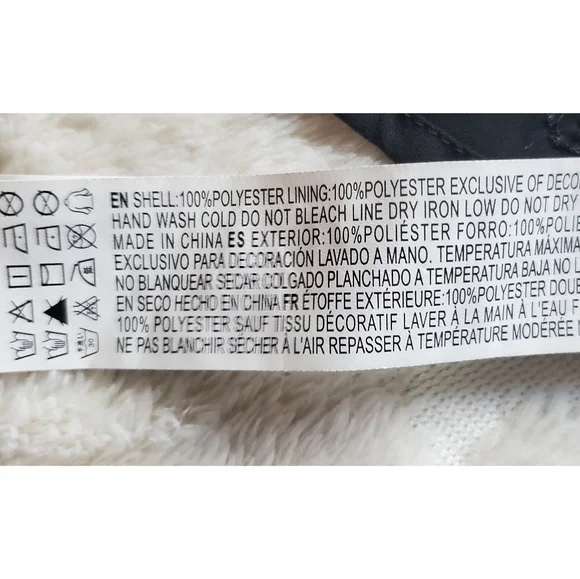 EN SHELL:100%POLYESTER LINING:100%POLYESTER EXCLUSIVE OF DECO
HAND WASH COLD DO NOT BLEACH LINE DRY IRON LOW DO NOT DRY
MADE IN CHINA ES EXTERIOR:100%POLIÉSTER FORRO:100%POLIÉS
EXCLUSIVO PARA DECORACIÓN LAVADO A MANO. TEMPERATURA MÁXIMA
NO BLANQUEAR SECAR COLGADO PLANCHADO A TEMPERATURA BAJA NO L
EN SECO HECHO EN CHINA FR ÉTOFFE EXTÉRIEURE:100%POLYESTER DOUB
100% POLYESTER SAUF TISSU DÉCORATIF LAVER À LA MAIN À L'EAU F
NE PAS BLANCHIR SÉCHER À L'AIR REPASSER À TEMPÉRATURE MODÉRÉE
30